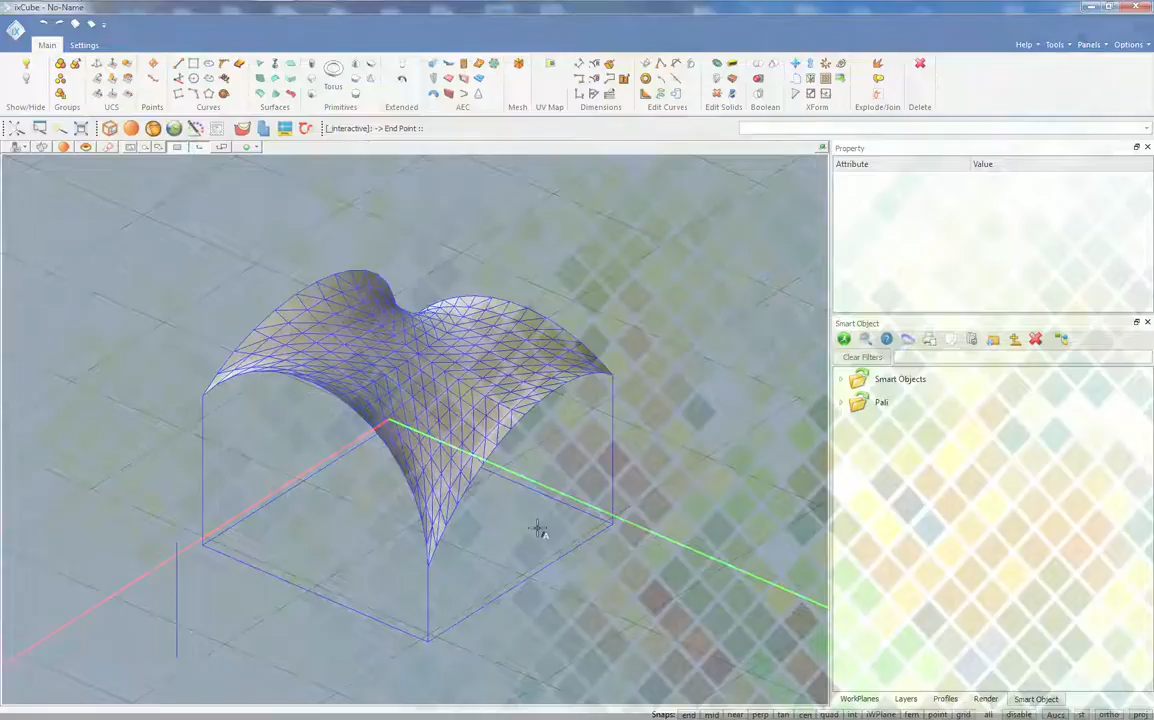 ixCube - No-Name
Main
Settings
Help
Tools
Panels
Options
Show/Hide
Groups
UCS
Points
Curves
Surfaces
Torus
Primitives
Extended
AEC
Mesh
UV Map
Dimensions
Edit Curves
Edit Solids
Boolean
XForm
Explode/Join
Delete
[_interactive]: -> End Point ::
Property
Attribute
Value
Smart Object
Clear Filters
Smart Objects
Pali
WorkPlanes
Layers
Profiles
Render
Smart Object
Snaps: end mid near perp tan cen quad int iWPlane fem point grid all disable Aucs st ortho proj